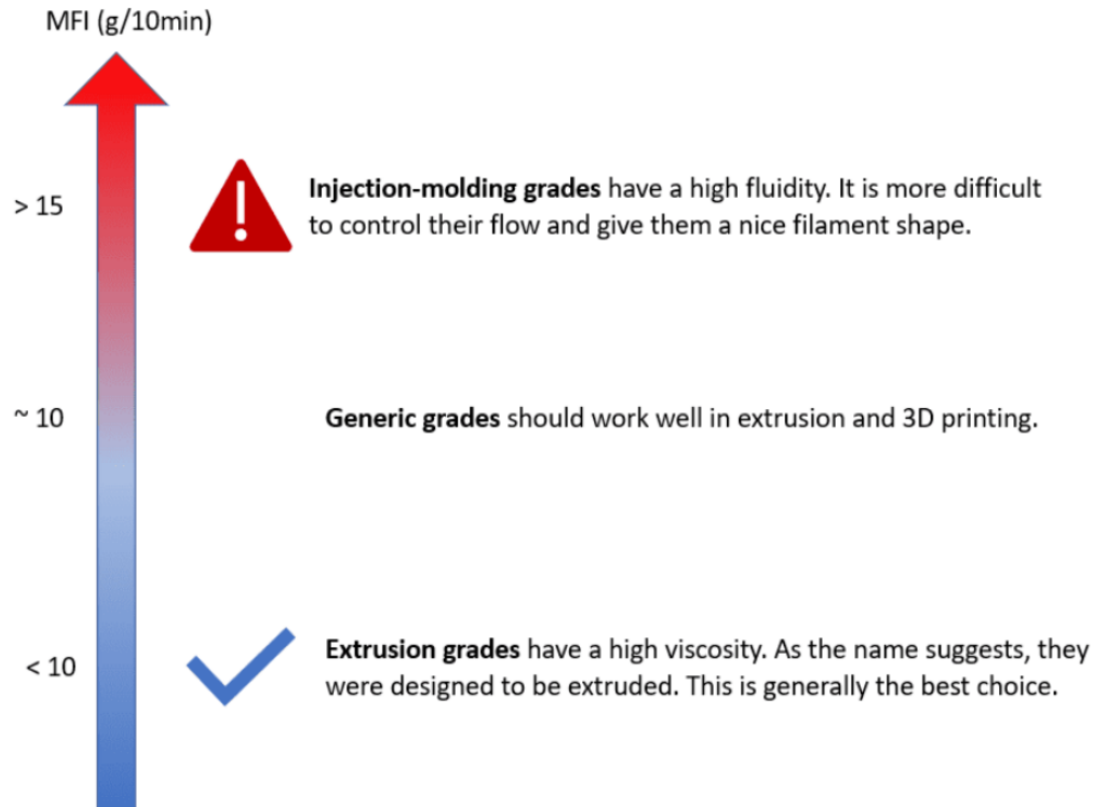 MFI (g/10min)
> 15
Injection-molding grades have a high fluidity. It is more difficult
to control their flow and give them a nice filament shape.
~ 10
Generic grades should work well in extrusion and 3D printing.
< 10
Extrusion grades have a high viscosity. As the name suggests, they
were designed to be extruded. This is generally the best choice.